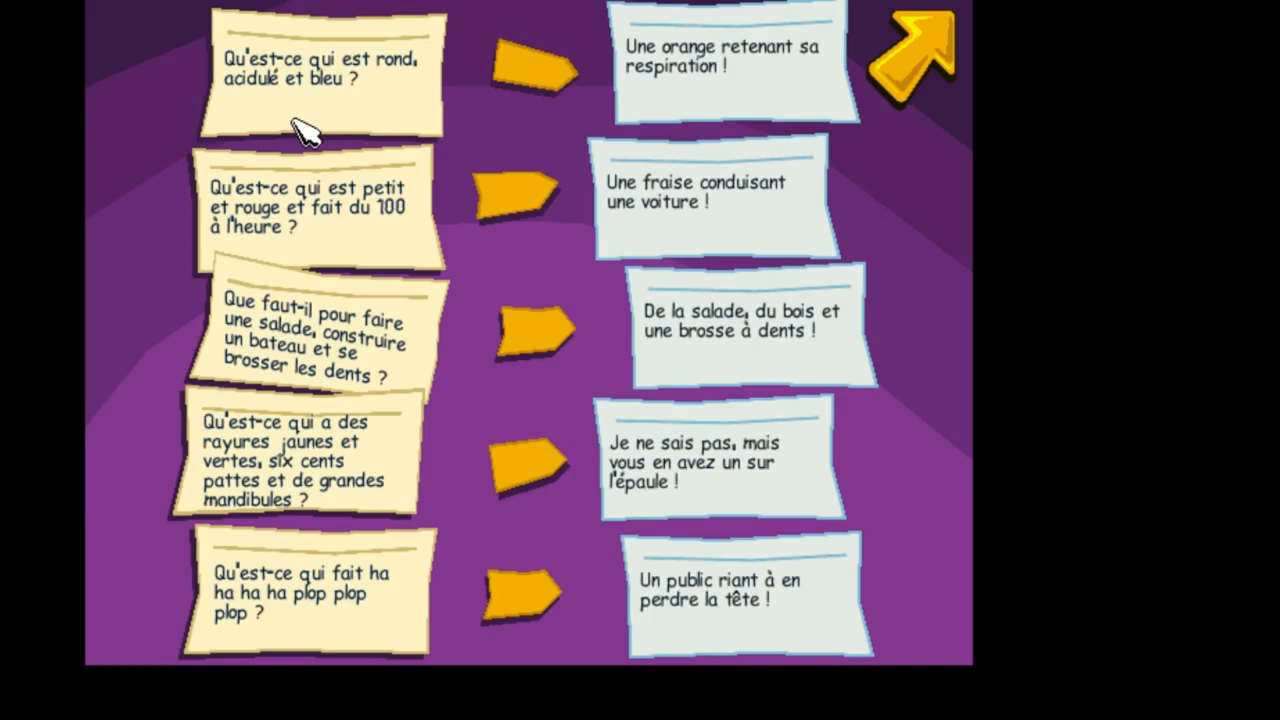 Qu'est-ce qui est rond,
acidulé et bleu ?
Une orange retenant sa
respiration !
Qu'est-ce qui est petit
et rouge et fait du 100
à l'heure ?
Une fraise conduisant
une voiture !
Que faut-il pour faire
une salade, construire
un bateau et se
brosser les dents ?
De la salade, du bois et
une brosse à dents !
Qu'est-ce qui a des
rayures jaunes et
vertes, six cents
pattes et de grandes
mandibules ?
Je ne sais pas, mais
vous en avez un sur
l'épaule !
Qu'est-ce qui fait ha
ha ha ha plop plop
plop ?
Un public riant à en
perdre la tête !